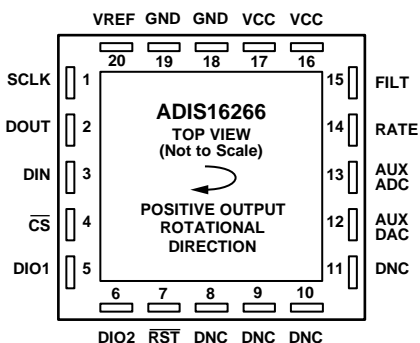 VREF GND GND VCC VCC
20 19 18 17 16
SCLK 1
DOUT 2
DIN 3
C̅S̅ 4
DIO1 5
ADIS16266
TOP VIEW
(Not to Scale)
POSITIVE OUTPUT
ROTATIONAL
DIRECTION
15 FILT
14 RATE
13 AUX
ADC
12 AUX
DAC
11 DNC
6 7 8 9 10
DIO2 R̅S̅T̅ DNC DNC DNC